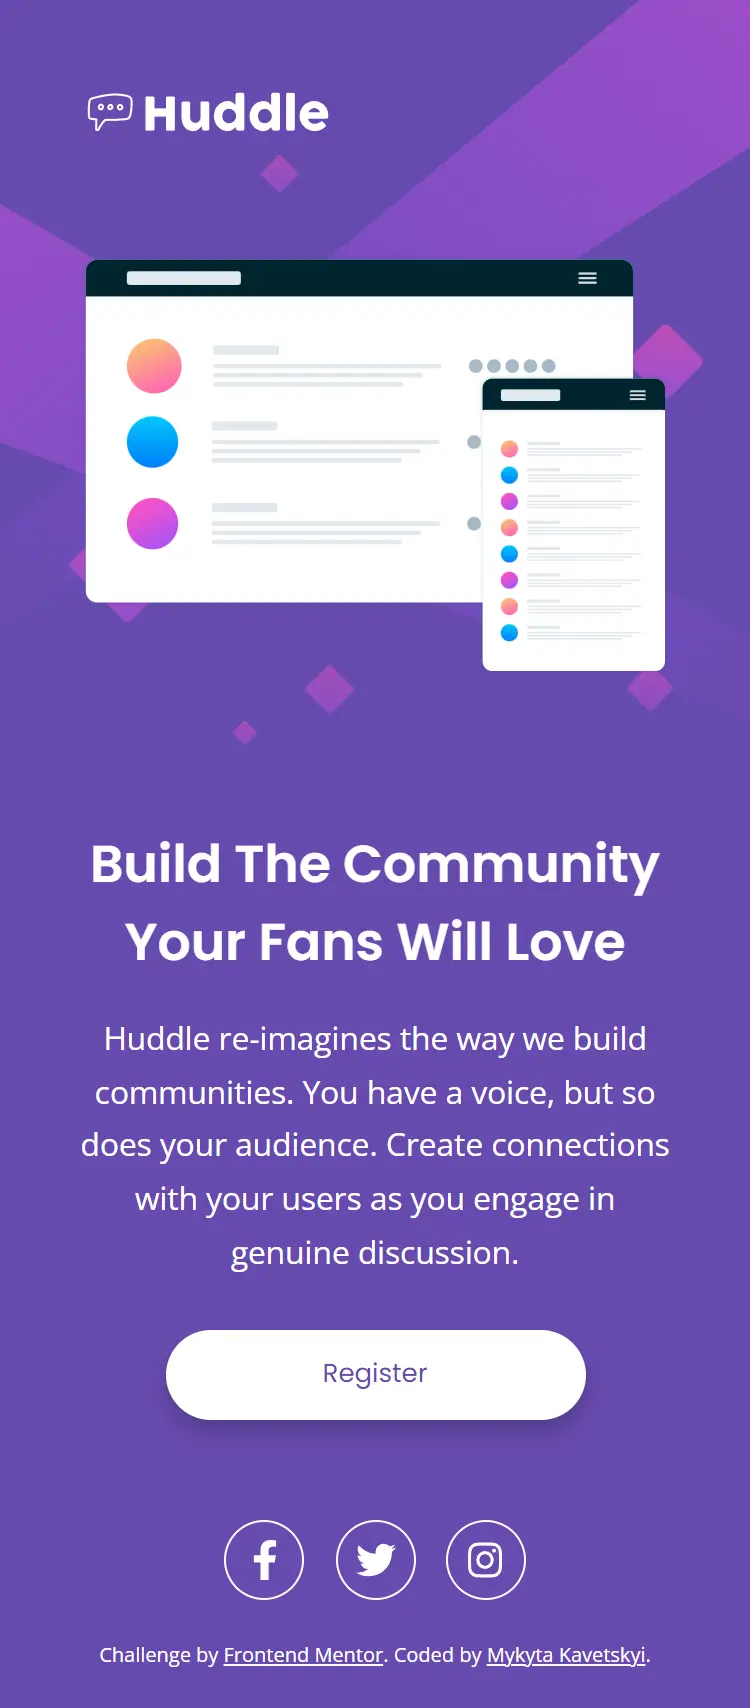 Huddle
Build The Community
Your Fans Will Love
Huddle re-imagines the way we build
communities. You have a voice, but so
does your audience. Create connections
with your users as you engage in
genuine discussion.
Register
Challenge by Frontend Mentor. Coded by Mykyta Kavetskyi.